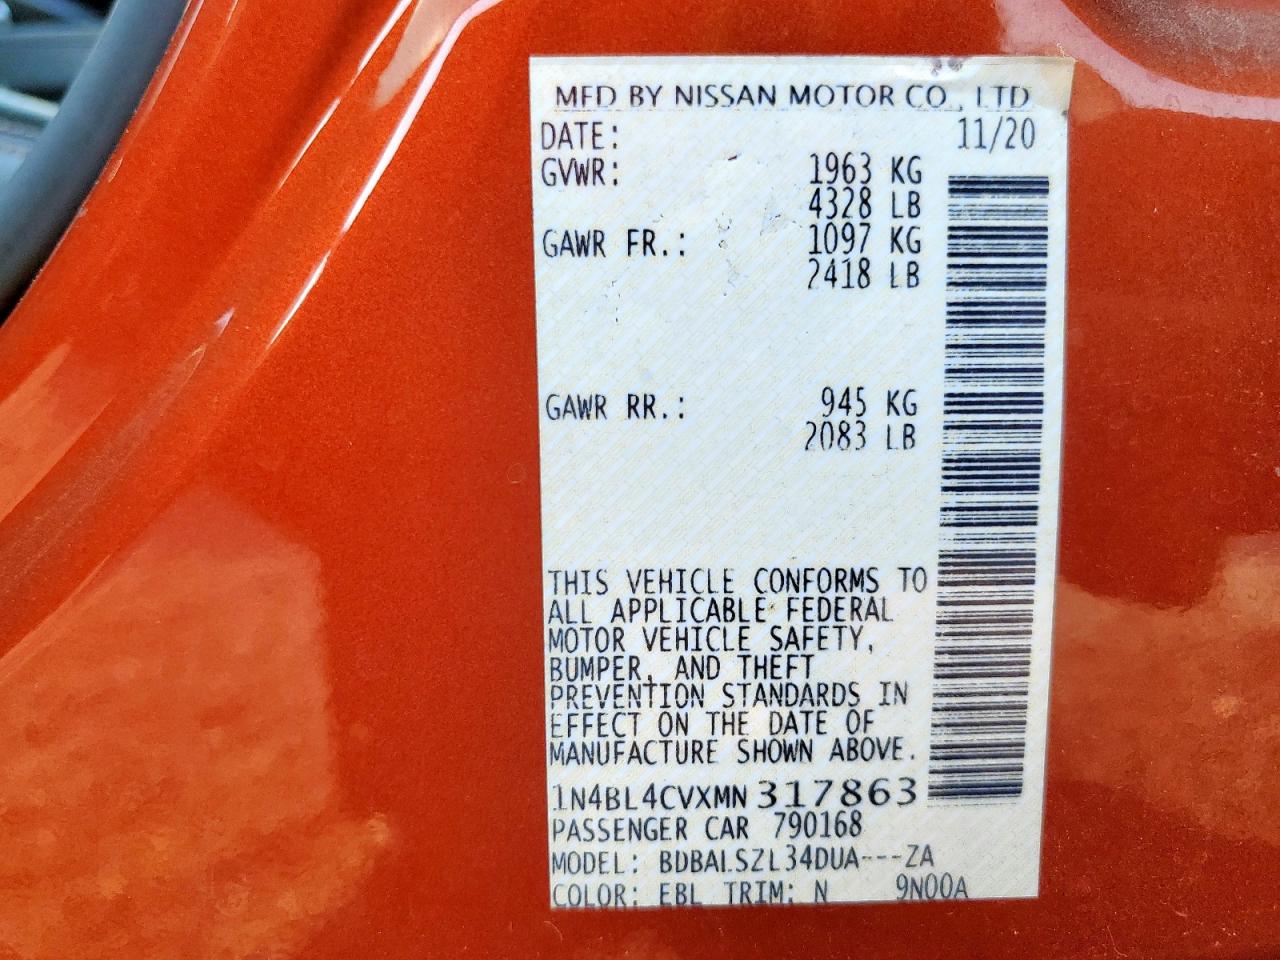 MFD BY NISSAN MOTOR CO., LTD
DATE: 11/20
GVWR: 1963 KG
4328 LB
GAWR FR.: 1097 KG
2418 LB
GAWR RR.: 945 KG
2083 LB
THIS VEHICLE CONFORMS TO
ALL APPLICABLE FEDERAL
MOTOR VEHICLE SAFETY,
BUMPER, AND THEFT
PREVENTION STANDARDS IN
EFFECT ON THE DATE OF
MANUFACTURE SHOWN ABOVE.
1N4BL4CVXMN317863
PASSENGER CAR 790168
MODEL: BDBALSZL34DUA---ZA
COLOR: EBL TRIM: N 9N00A